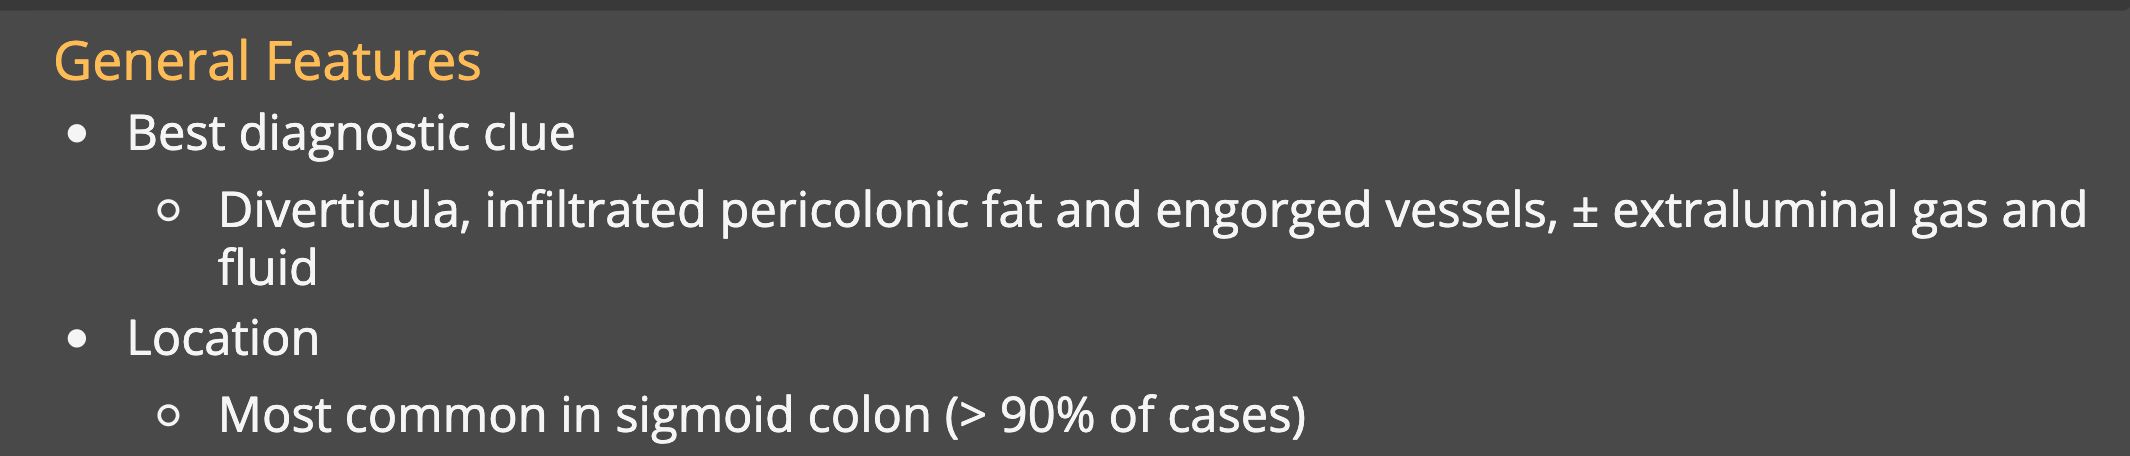 General Features
• Best diagnostic clue
○ Diverticula, infiltrated pericolonic fat and engorged vessels, ± extraluminal gas and
fluid
• Location
○ Most common in sigmoid colon (> 90% of cases)